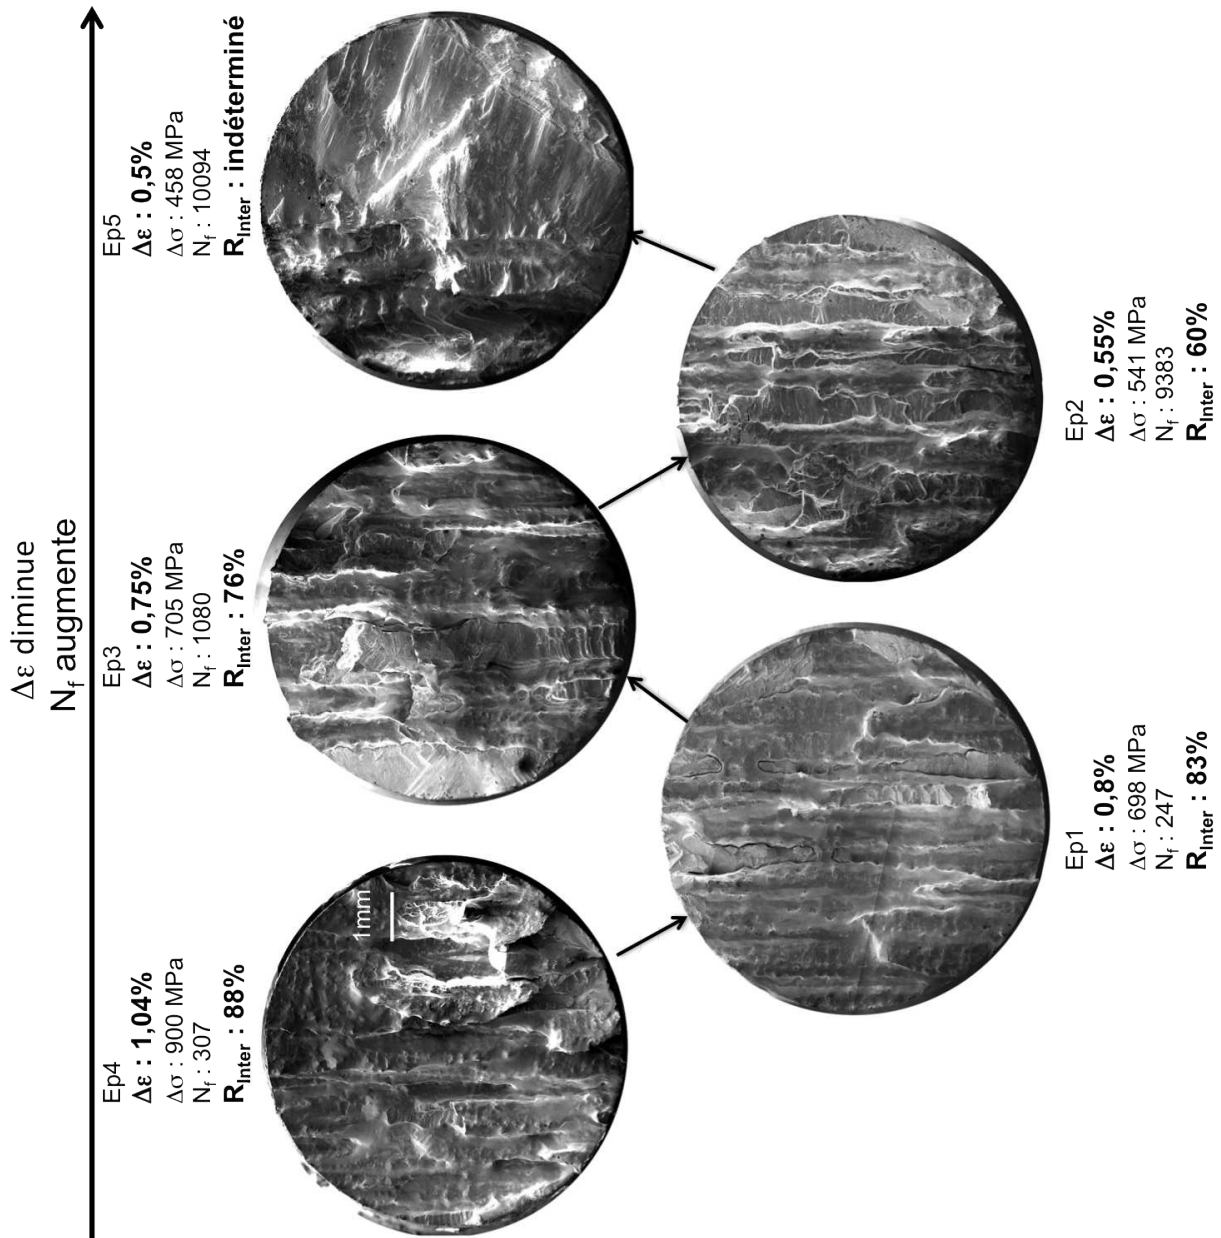 Δε diminue
N_f augmente
Ep4
Δε : 1,04%
Δσ : 900 MPa
N_f : 307
R_Inter : 88%
1mm
Ep1
Δε : 0,8%
Δσ : 698 MPa
N_f : 247
R_Inter : 83%
Ep3
Δε : 0,75%
Δσ : 705 MPa
N_f : 1080
R_Inter : 76%
Ep2
Δε : 0,55%
Δσ : 541 MPa
N_f : 9383
R_Inter : 60%
Ep5
Δε : 0,5%
Δσ : 458 MPa
N_f : 10094
R_Inter : indéterminé